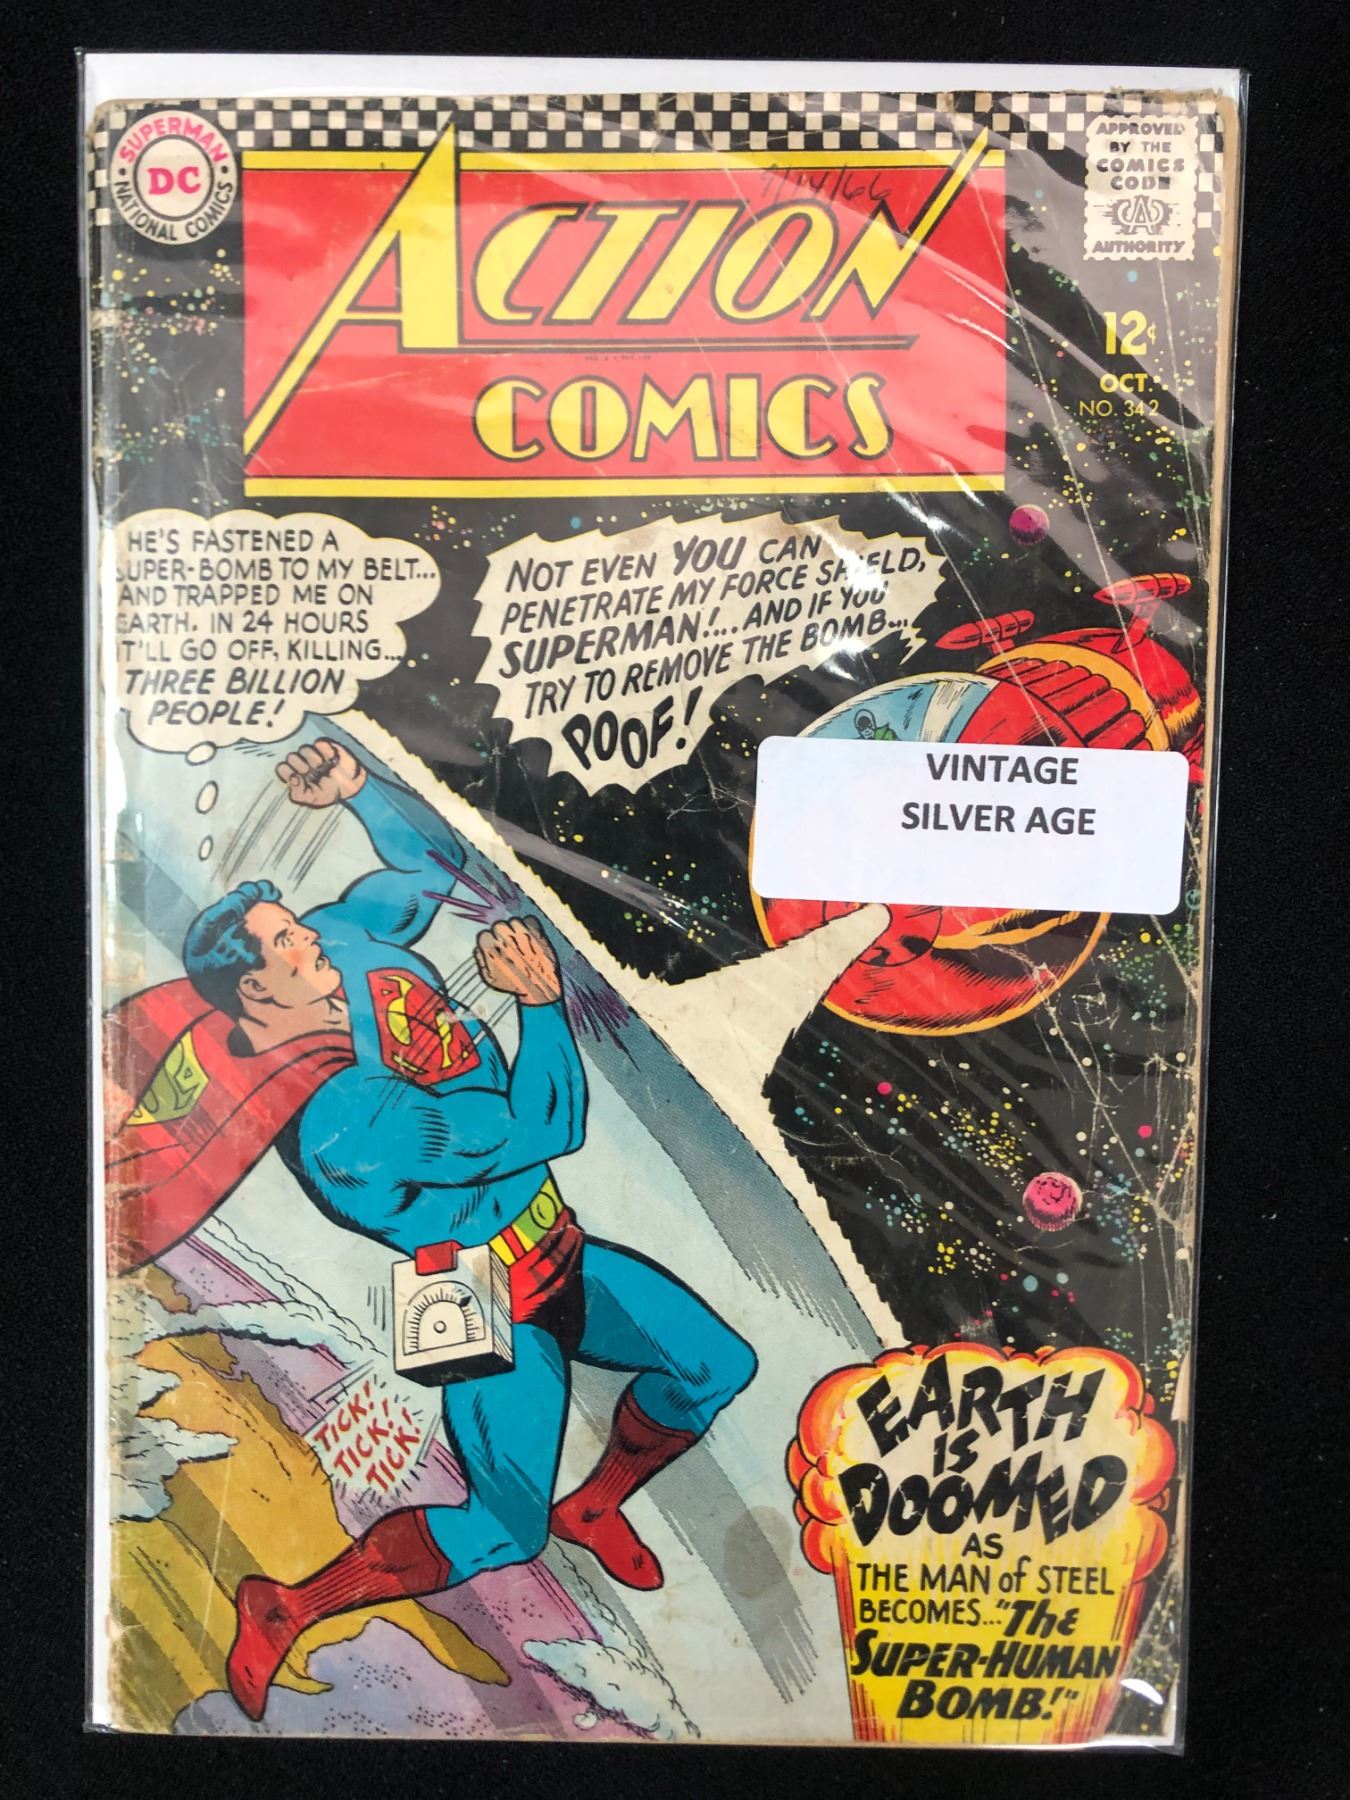 SUPERMAN
DC
NATIONAL COMICS
APPROVED
BY THE
COMICS
CODE
AUTHORITY
9/14/66
ACTION
COMICS
12¢
OCT.
NO. 342
HE'S FASTENED A
SUPER-BOMB TO MY BELT...
AND TRAPPED ME ON
EARTH. IN 24 HOURS
IT'LL GO OFF, KILLING...
THREE BILLION
PEOPLE!
NOT EVEN YOU CAN
PENETRATE MY FORCE SHIELD,
SUPERMAN!... AND IF YOU
TRY TO REMOVE THE BOMB...
POOF!
VINTAGE
SILVER AGE
TICK!
TICK!
TICK!
EARTH
IS
DOOMED
AS
THE MAN of STEEL
BECOMES..."The
SUPER-HUMAN
BOMB!"